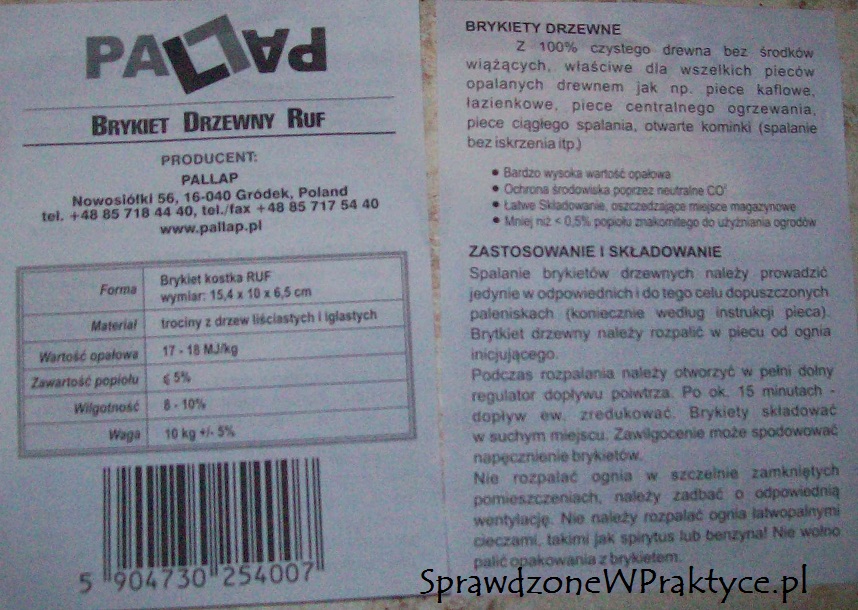 PALLAP
BRYKIET DRZEWNY RUF
PRODUCENT:
PALLAP
Nowosiółki 56, 16-040 Gródek, Poland
tel. +48 85 718 44 40, tel./fax +48 85 717 54 40
www.pallap.pl
Forma Brykiet kostka RUF
wymiar: 15,4 x 10 x 6,5 cm
Materiał trociny z drzew liściastych i iglastych
Wartość opałowa 17 - 18 MJ/kg
Zawartość popiołu ≤ 5%
Wilgotność 8 - 10%
Waga 10 kg +/- 5%
5 904730 254007
BRYKIETY DRZEWNE
Z 100% czystego drewna bez środków
wiążących, właściwe dla wszelkich pieców
opalanych drewnem jak np. piece kaflowe,
łazienkowe, piece centralnego ogrzewania,
piece ciągłego spalania, otwarte kominki (spalanie
bez iskrzenia itp.)
• Bardzo wysoka wartość opałowa
• Ochrona środowiska poprzez neutralne CO²
• Łatwe Składowanie, oszczędzające miejsce magazynowe
• Mniej niż < 0,5% popiołu znakomitego do użyźniania ogrodów
ZASTOSOWANIE I SKŁADOWANIE
Spalanie brykietów drzewnych należy prowadzić
jedynie w odpowiednich i do tego celu dopuszczonych
paleniskach (koniecznie według instrukcji pieca).
Brytkiet drzewny należy rozpalić w piecu od ognia
inicjującego.
Podczas rozpalania należy otworzyć w pełni dolny
regulator dopływu poiwtrza. Po ok. 15 minutach -
dopływ ew. zredukować. Brykiety składować
w suchym miejscu. Zawilgocenie może spodować
napęcznienie brykietów.
Nie rozpalać ognia w szczelnie zamkniętych
pomieszczeniach, należy zadbać o odpowiednią
wentylację. Nie należy rozpalać ognia łatwopalnymi
cieczami, takimi jak spirytus lub benzyna! Nie wolno
palić opakowania z brykietem.
SprawdzoneWPraktyce.pl